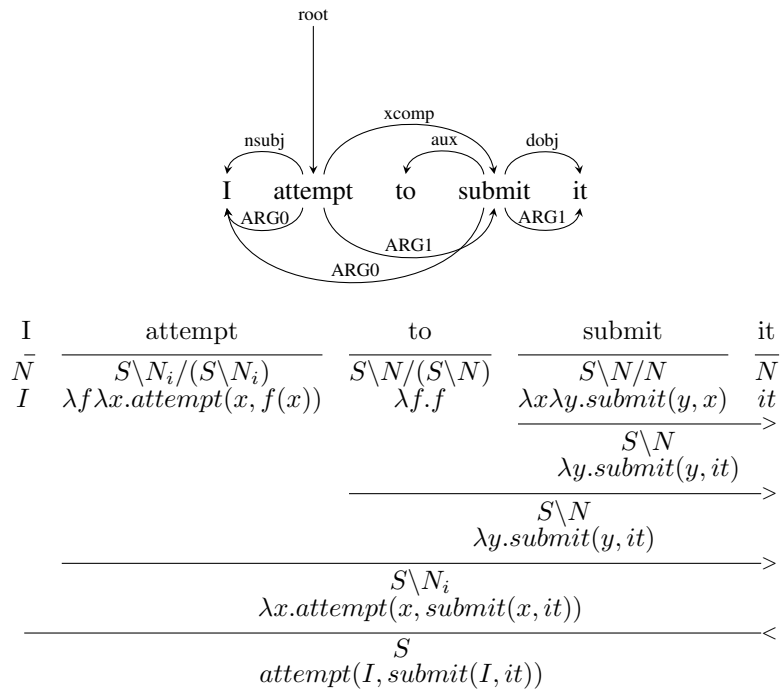 root
xcomp
nsubj aux dobj
I attempt to submit it
ARG0 ARG1 ARG1
ARG0
I attempt to submit it
N S\N_i/(S\N_i) S\N/(S\N) S\N/N N
I λfλx.attempt(x, f(x)) λf.f λxλy.submit(y, x) it
>
S\N
λy.submit(y, it)
>
S\N
λy.submit(y, it)
>
S\N_i
λx.attempt(x, submit(x, it))
<
S
attempt(I, submit(I, it))